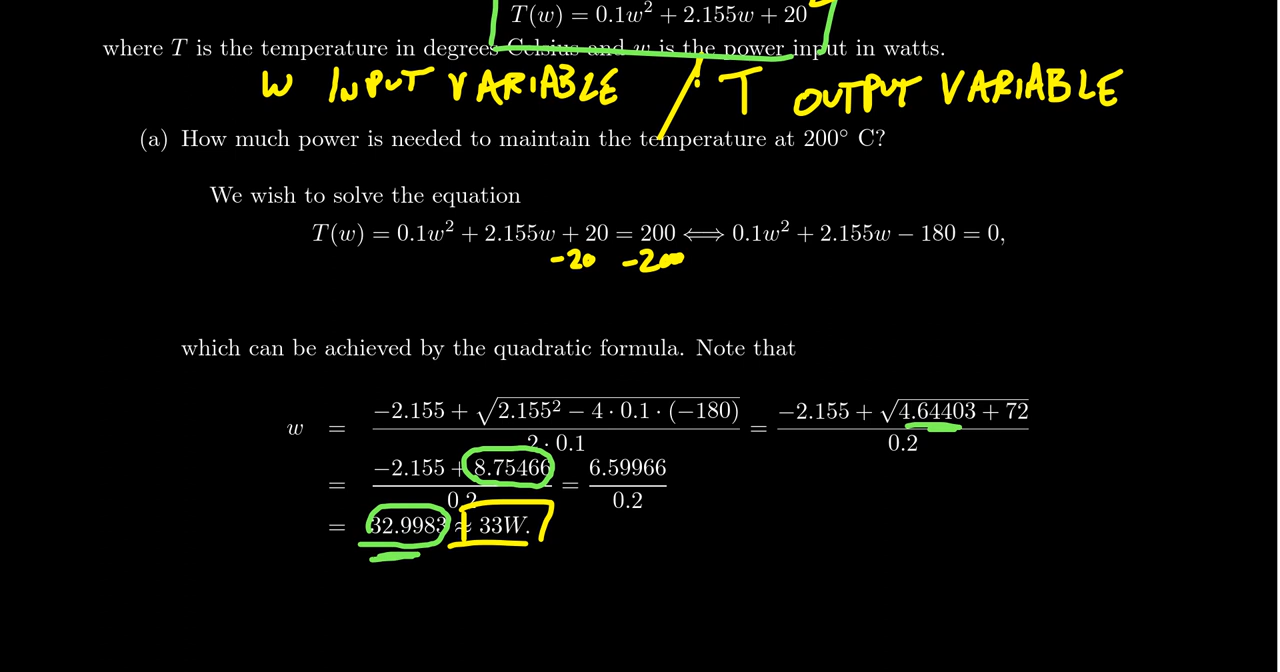 T(w) = 0.1w² + 2.155w + 20
where T is the temperature in degrees Celsius and w is the power input in watts.
W INPUT VARIABLE / T OUTPUT VARIABLE
(a) How much power is needed to maintain the temperature at 200° C?
We wish to solve the equation
T(w) = 0.1w² + 2.155w + 20 = 200 ⟺ 0.1w² + 2.155w − 180 = 0,
-20 -200
which can be achieved by the quadratic formula. Note that
w = (−2.155 + √(2.155² − 4 · 0.1 · (−180))) / (2 · 0.1) = (−2.155 + √(4.64403 + 72)) / 0.2
= (−2.155 + 8.75466) / 0.2 = 6.59966 / 0.2
= 32.9983 ≈ 33W.